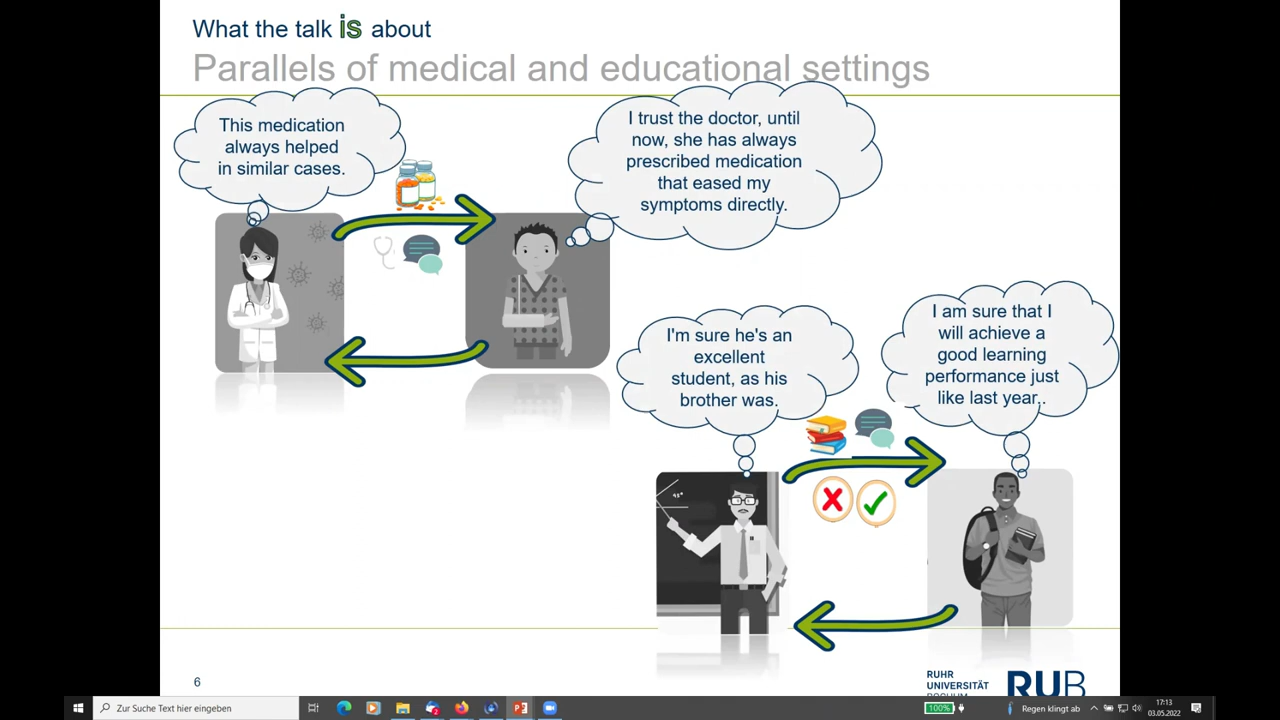 What the talk is about
Parallels of medical and educational settings
This medication
always helped
in similar cases.
I trust the doctor, until
now, she has always
prescribed medication
that eased my
symptoms directly.
I'm sure he's an
excellent
student, as his
brother was.
I am sure that I
will achieve a
good learning
performance just
like last year..
6
RUHR
UNIVERSITÄT
BOCHUM
RUB
Zur Suche Text hier eingeben
100%
Regen klingt ab
17:13
03.05.2022